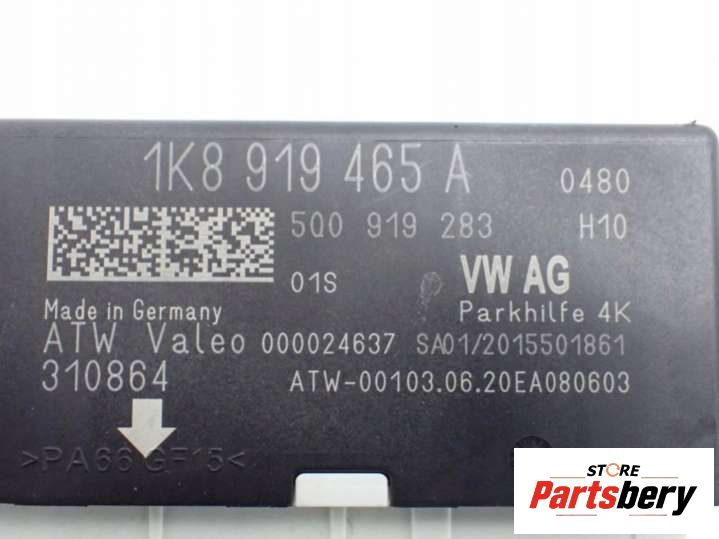 1K8 919 465 A 0480
5Q0 919 283 H10
01S VW AG
Made in Germany Parkhilfe 4K
ATW Valeo 000024637 SA01/2015501861
310864 ATW-00103.06.20EA080603
>PA66 GF15<
STORE
Partsbery